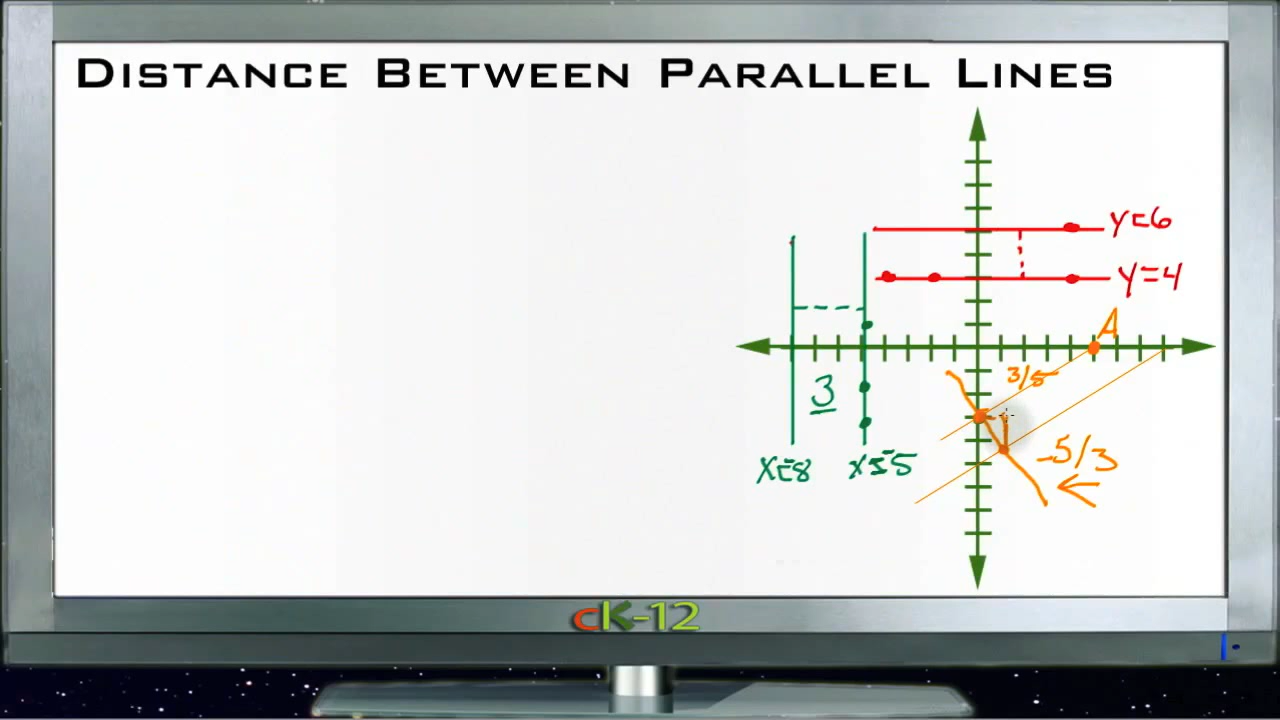 DISTANCE BETWEEN PARALLEL LINES
y=6
y=4
A
3/5
3
-5/3
x=-8
x=-5
cK-12